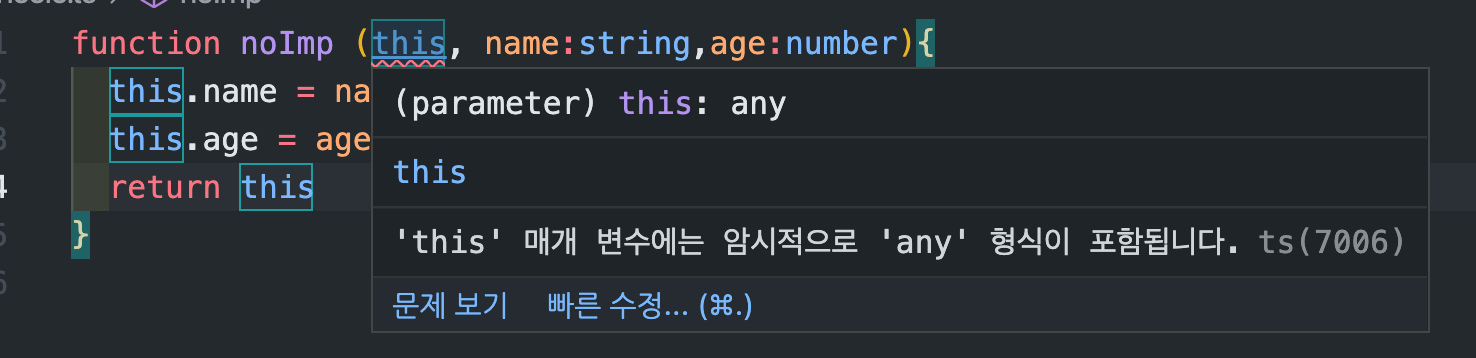 noImp
1 function noImp (this, name:string,age:number){
2 this.name = na
3 this.age = age
4 return this
5 }
6
(parameter) this: any
this
'this' 매개 변수에는 암시적으로 'any' 형식이 포함됩니다. ts(7006)
문제 보기 빠른 수정... (⌘.)